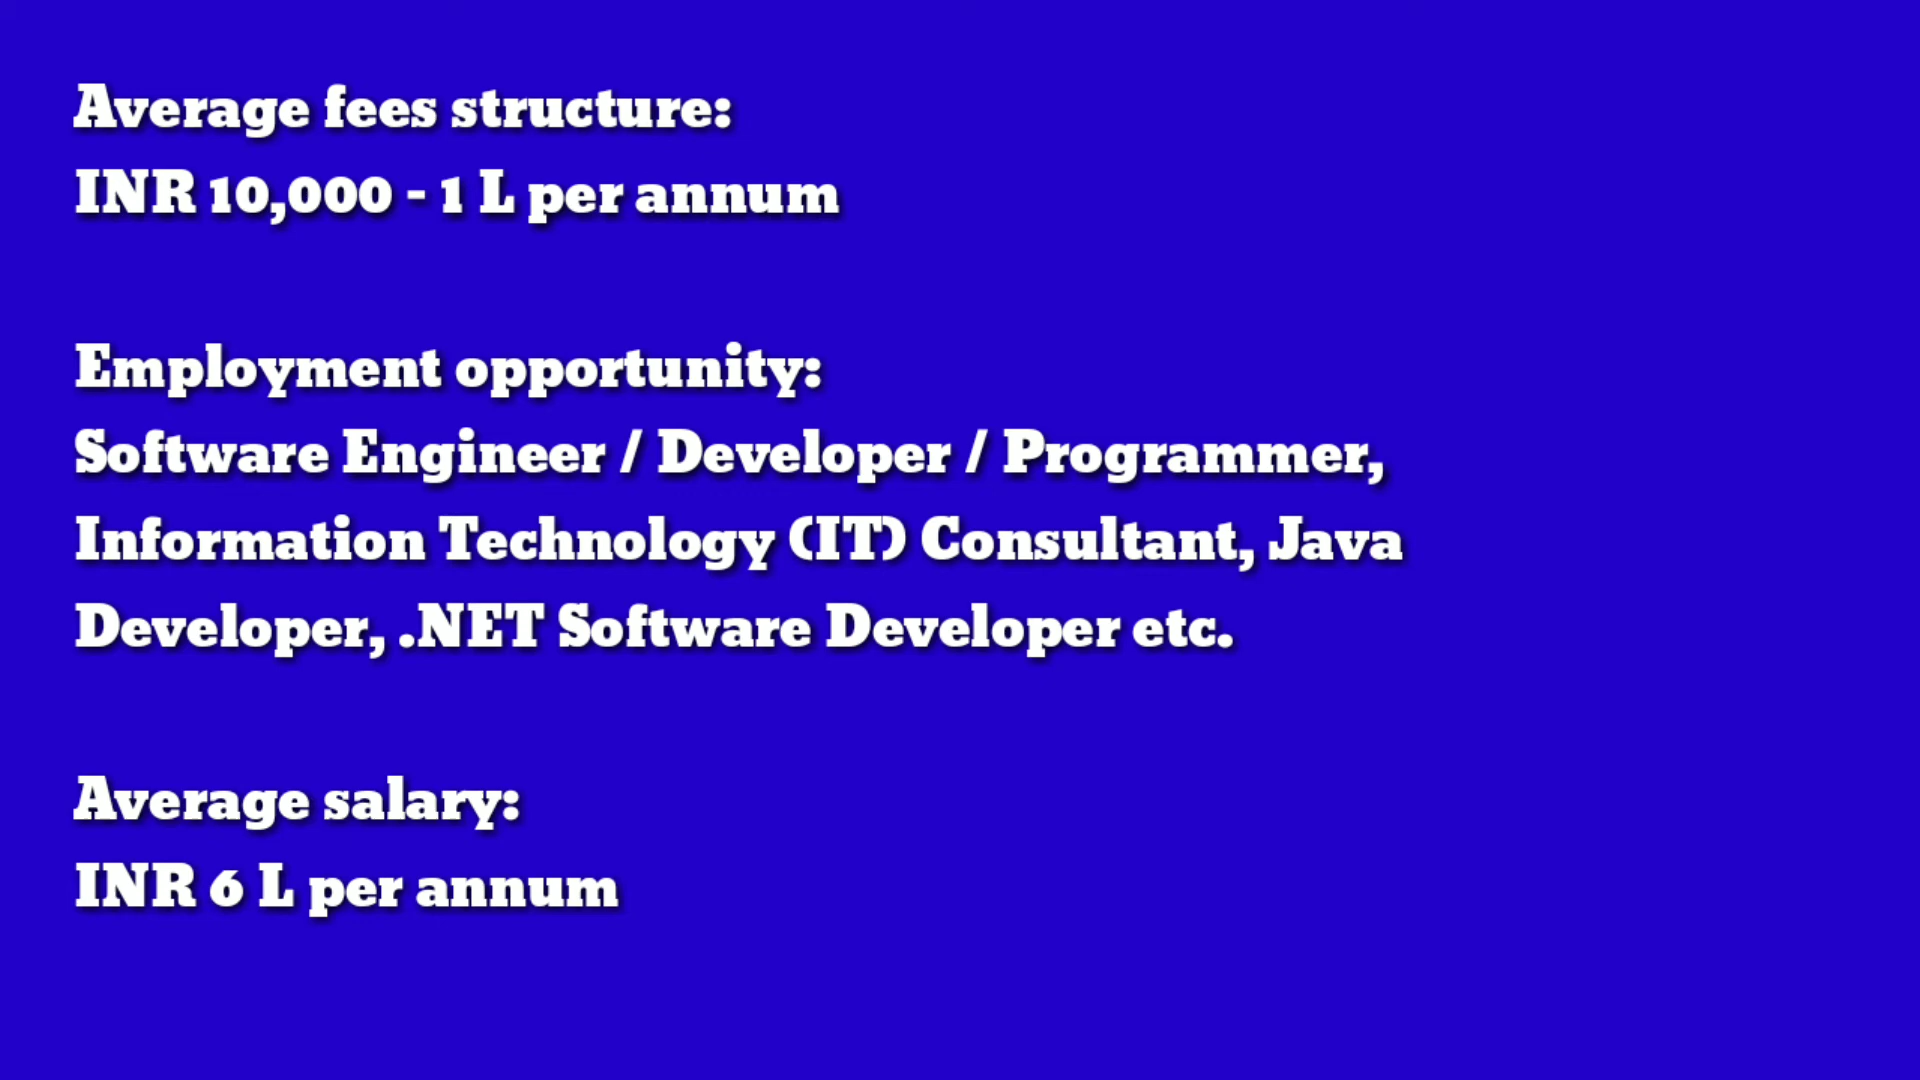 Average fees structure:
INR 10,000 - 1 L per annum
Employment opportunity:
Software Engineer / Developer / Programmer,
Information Technology (IT) Consultant, Java
Developer, .NET Software Developer etc.
Average salary:
INR 6 L per annum